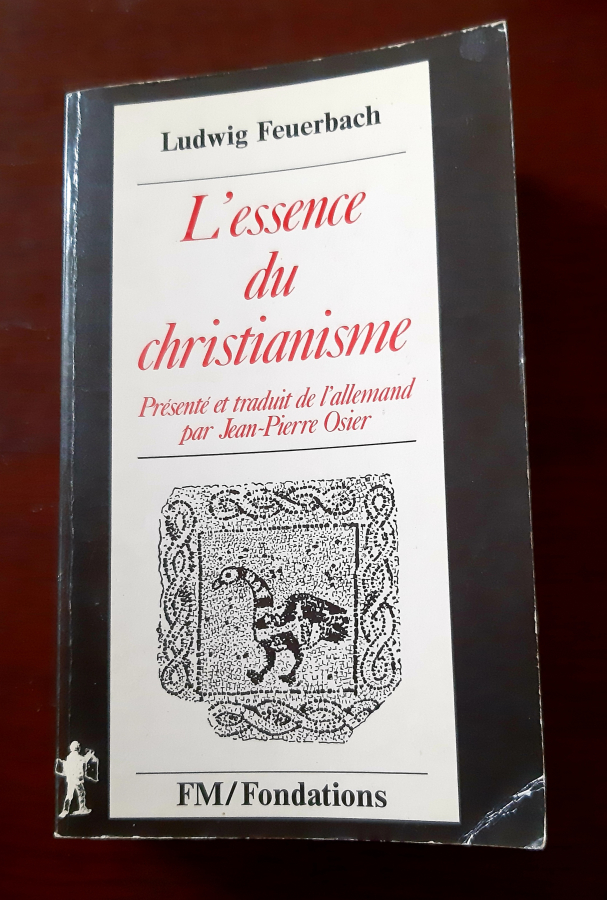 Ludwig Feuerbach
L'essence
du
christianisme
Présenté et traduit de l'allemand
par Jean-Pierre Osier
FM/Fondations